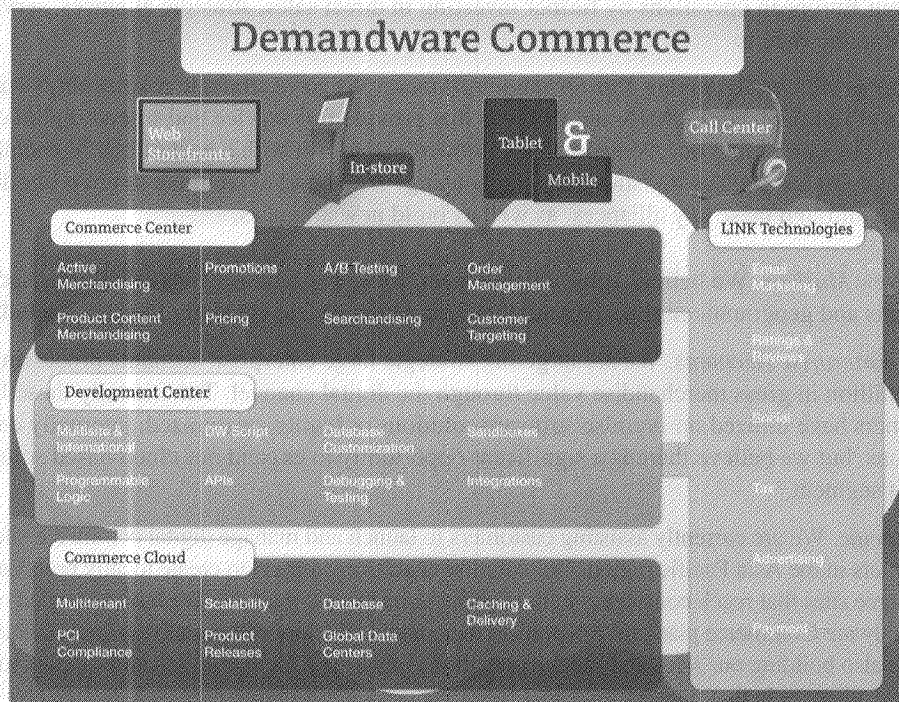 Demandware Commerce
Web
Storefronts
In-store
Tablet
&
Mobile
Call Center
Commerce Center
Active
Merchandising
Promotions
A/B Testing
Order
Management
Product Content
Merchandising
Pricing
Searchandising
Customer
Targeting
Development Center
Multisite &
International
DW Script
Database
Customization
Sandboxes
Programmable
Logic
APIs
Debugging &
Testing
Integrations
Commerce Cloud
Multitenant
Scalability
Database
Caching &
Delivery
PCI
Compliance
Product
Releases
Global Data
Centers
LINK Technologies
Email
Marketing
Ratings &
Reviews
Social
Tax
Advertising
Payment